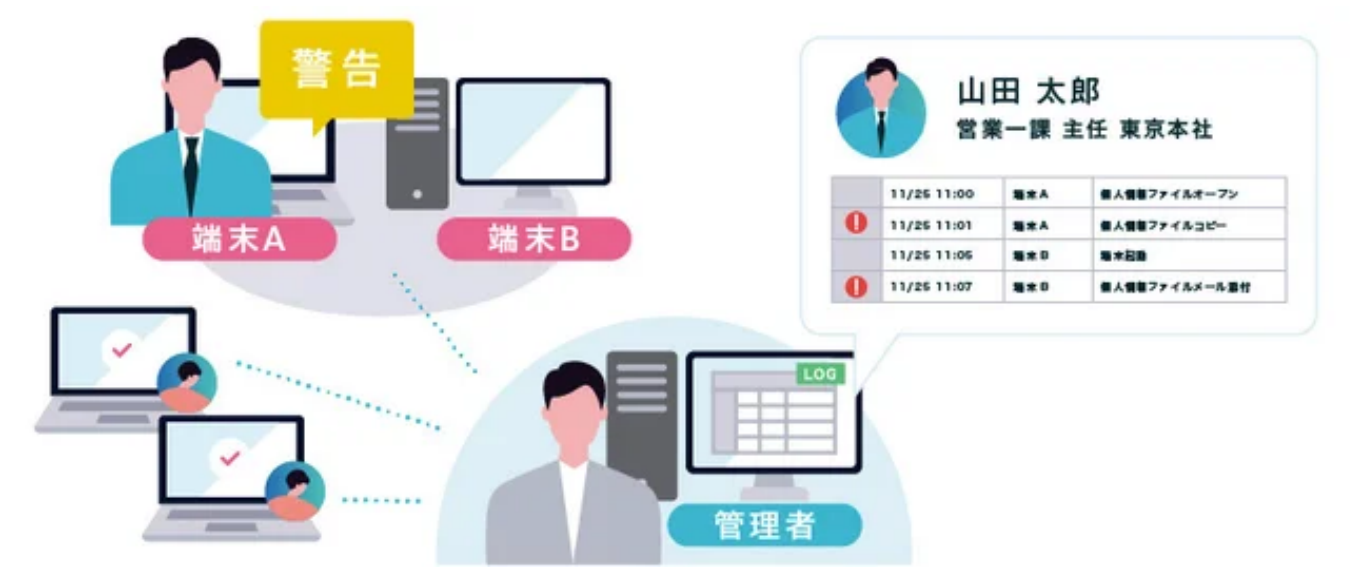 警告
端末A
端末B
山田 太郎
営業一課 主任 東京本社
11/25 11:00 端末A 個人情報ファイルオープン
11/25 11:01 端末A 個人情報ファイルコピー
11/25 11:05 端末B 端末起動
11/25 11:07 端末B 個人情報ファイルメール添付
LOG
管理者